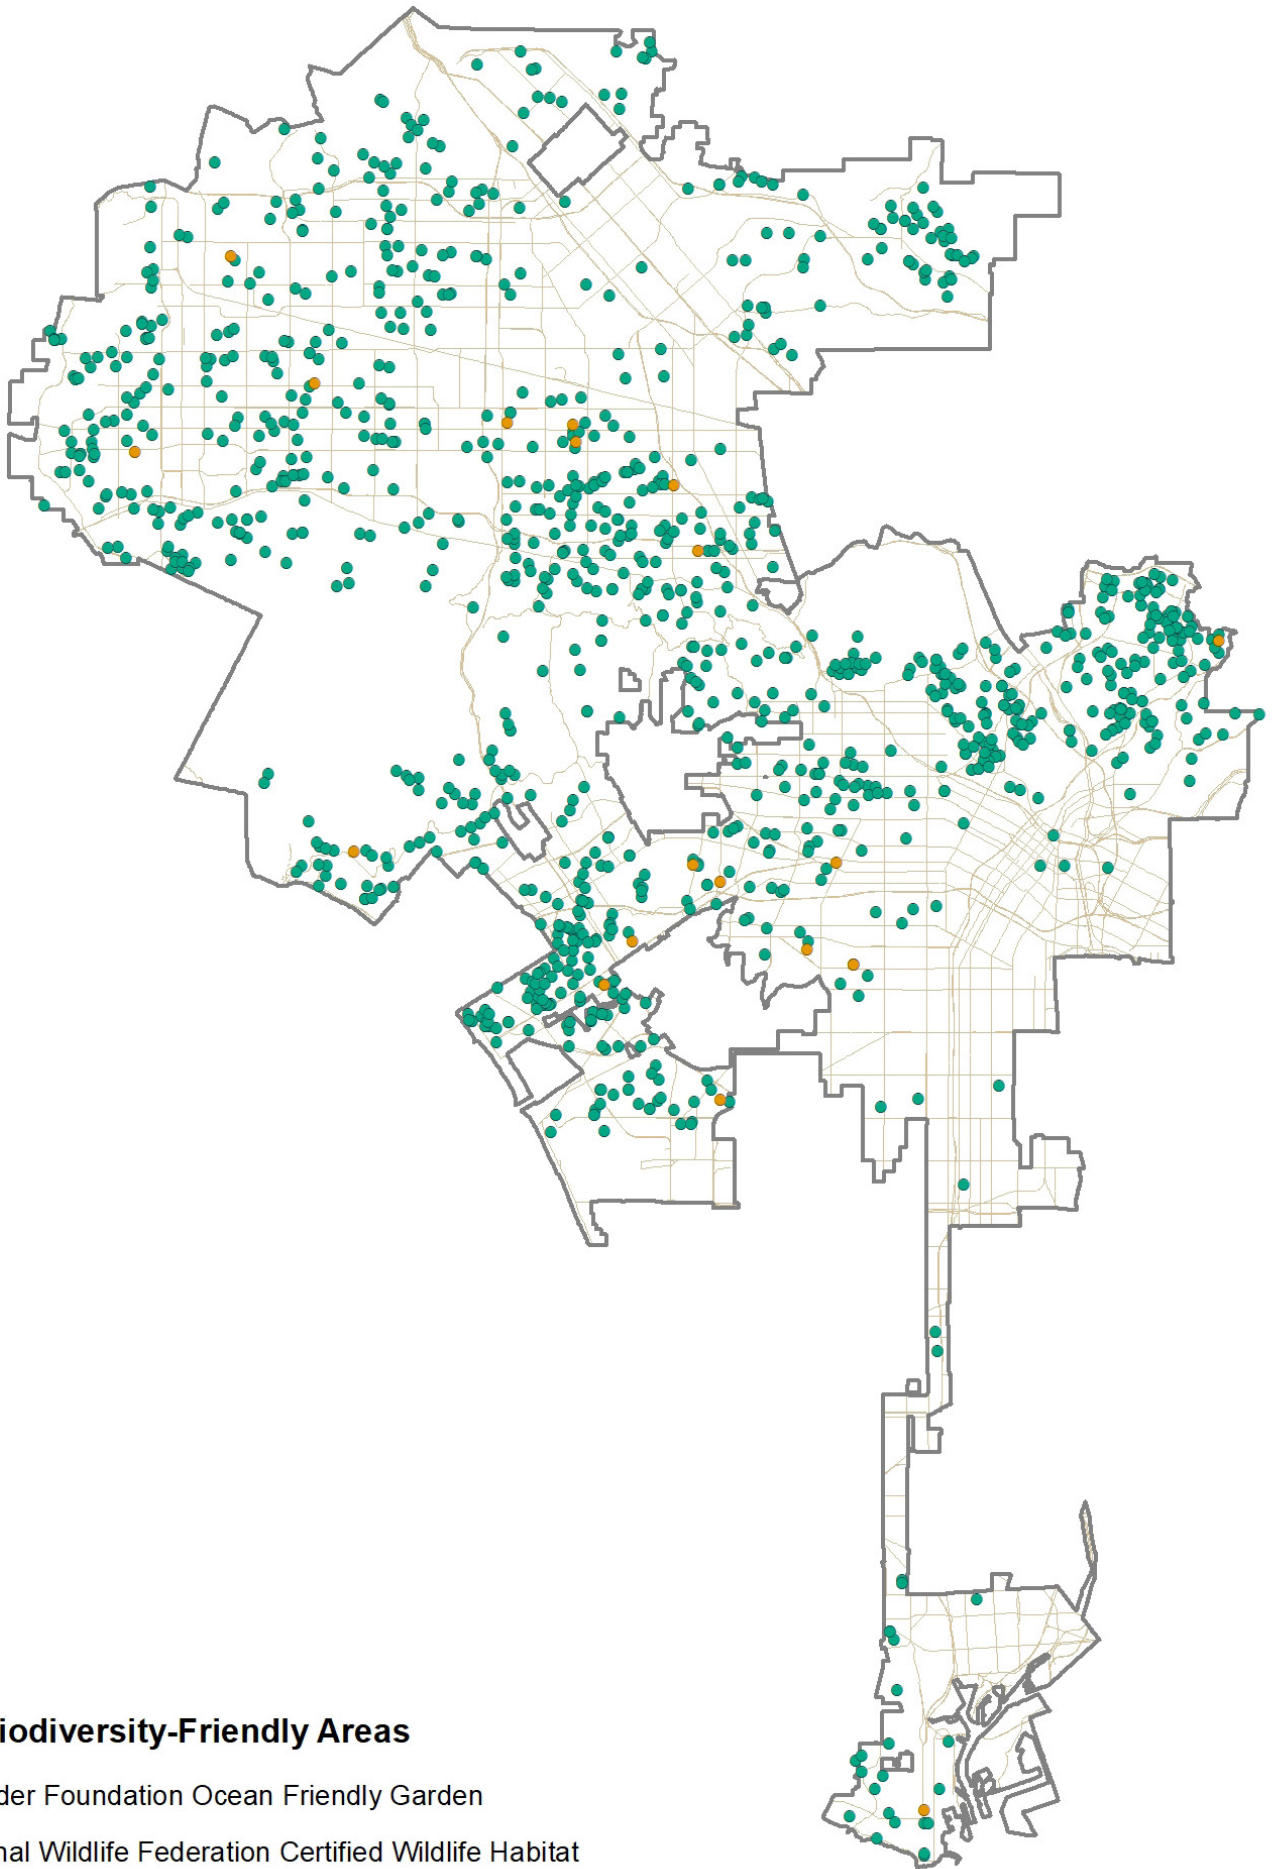 iodiversity-Friendly Areas
der Foundation Ocean Friendly Garden
nal Wildlife Federation Certified Wildlife Habitat